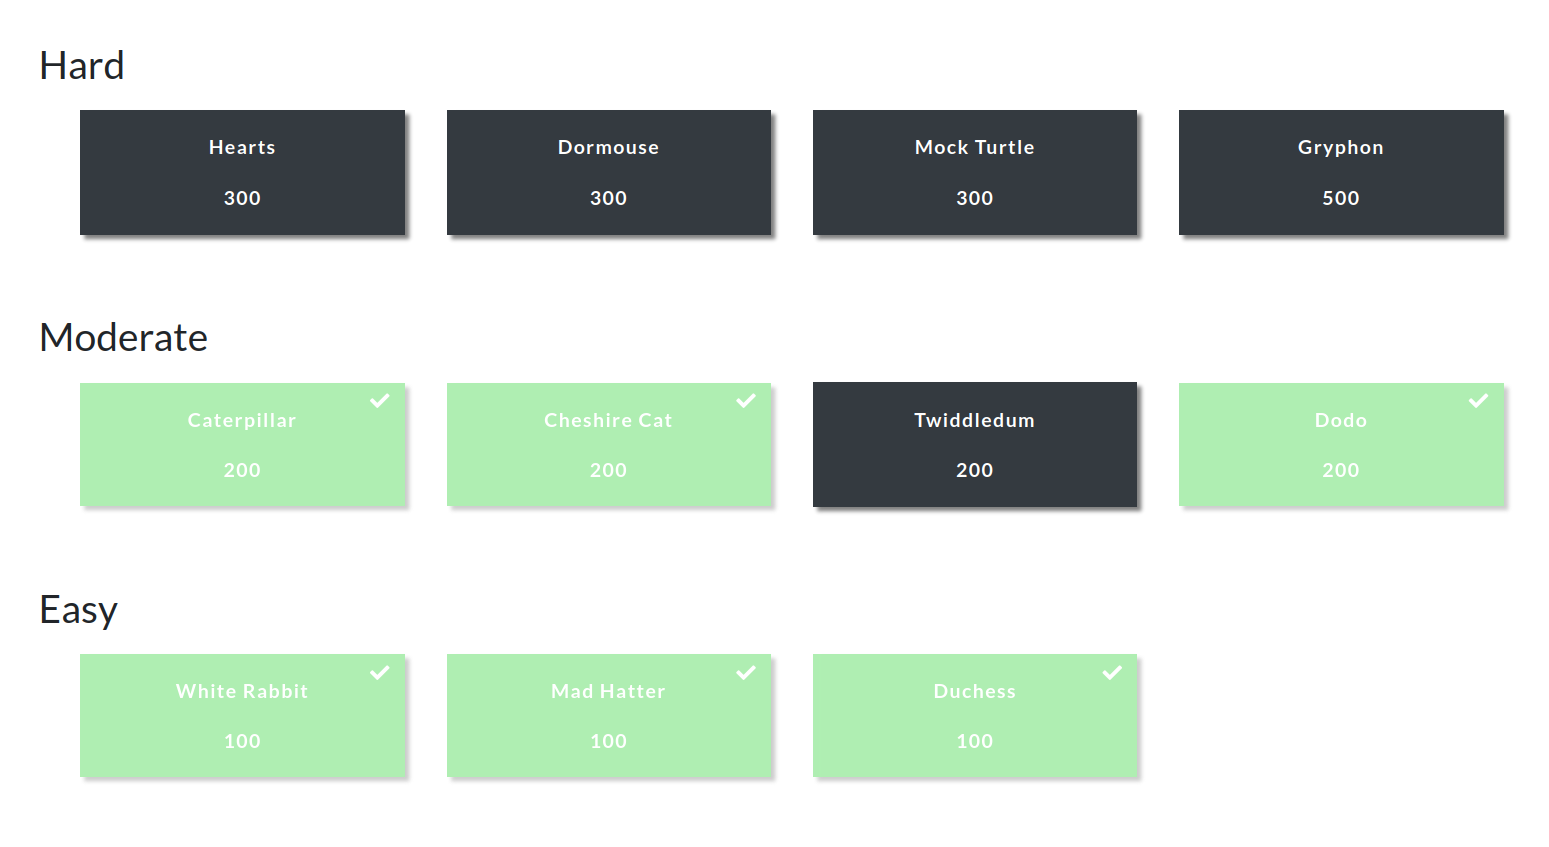 Hard
Hearts Dormouse Mock Turtle Gryphon
300 300 300 500
Moderate
Caterpillar Cheshire Cat Twiddledum Dodo
200 200 200 200
Easy
White Rabbit Mad Hatter Duchess
100 100 100